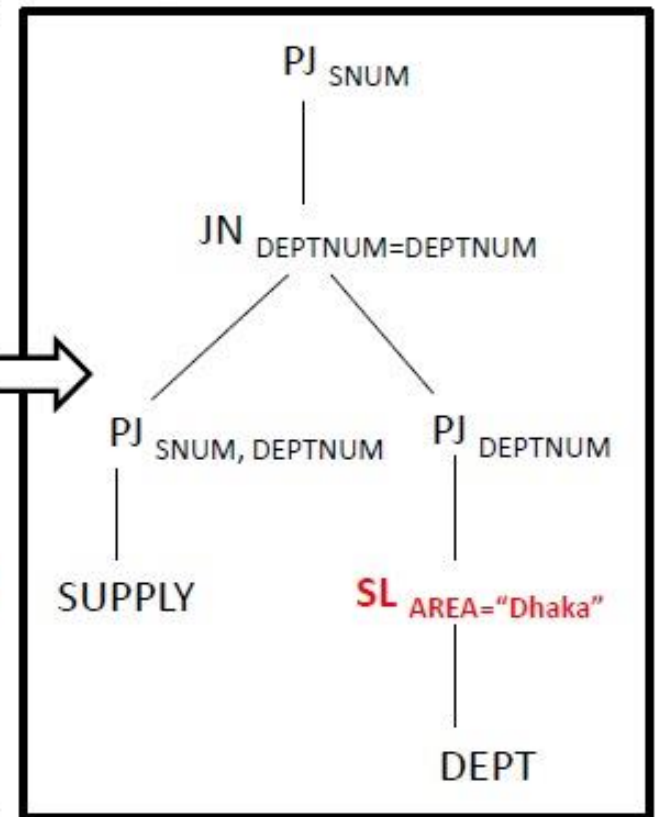 PJ SNUM
JN DEPTNUM=DEPTNUM
PJ SNUM, DEPTNUM
PJ DEPTNUM
SUPPLY
SL AREA=“Dhaka”
DEPT